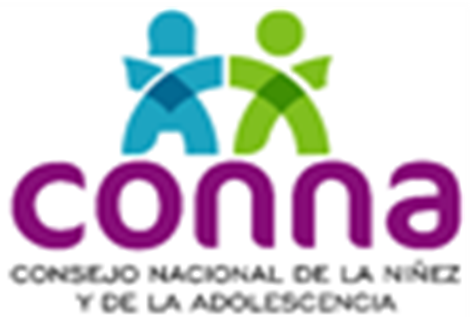 conna
CONSEJO NACIONAL DE LA NIÑEZ
Y DE LA ADOLESCENCIA